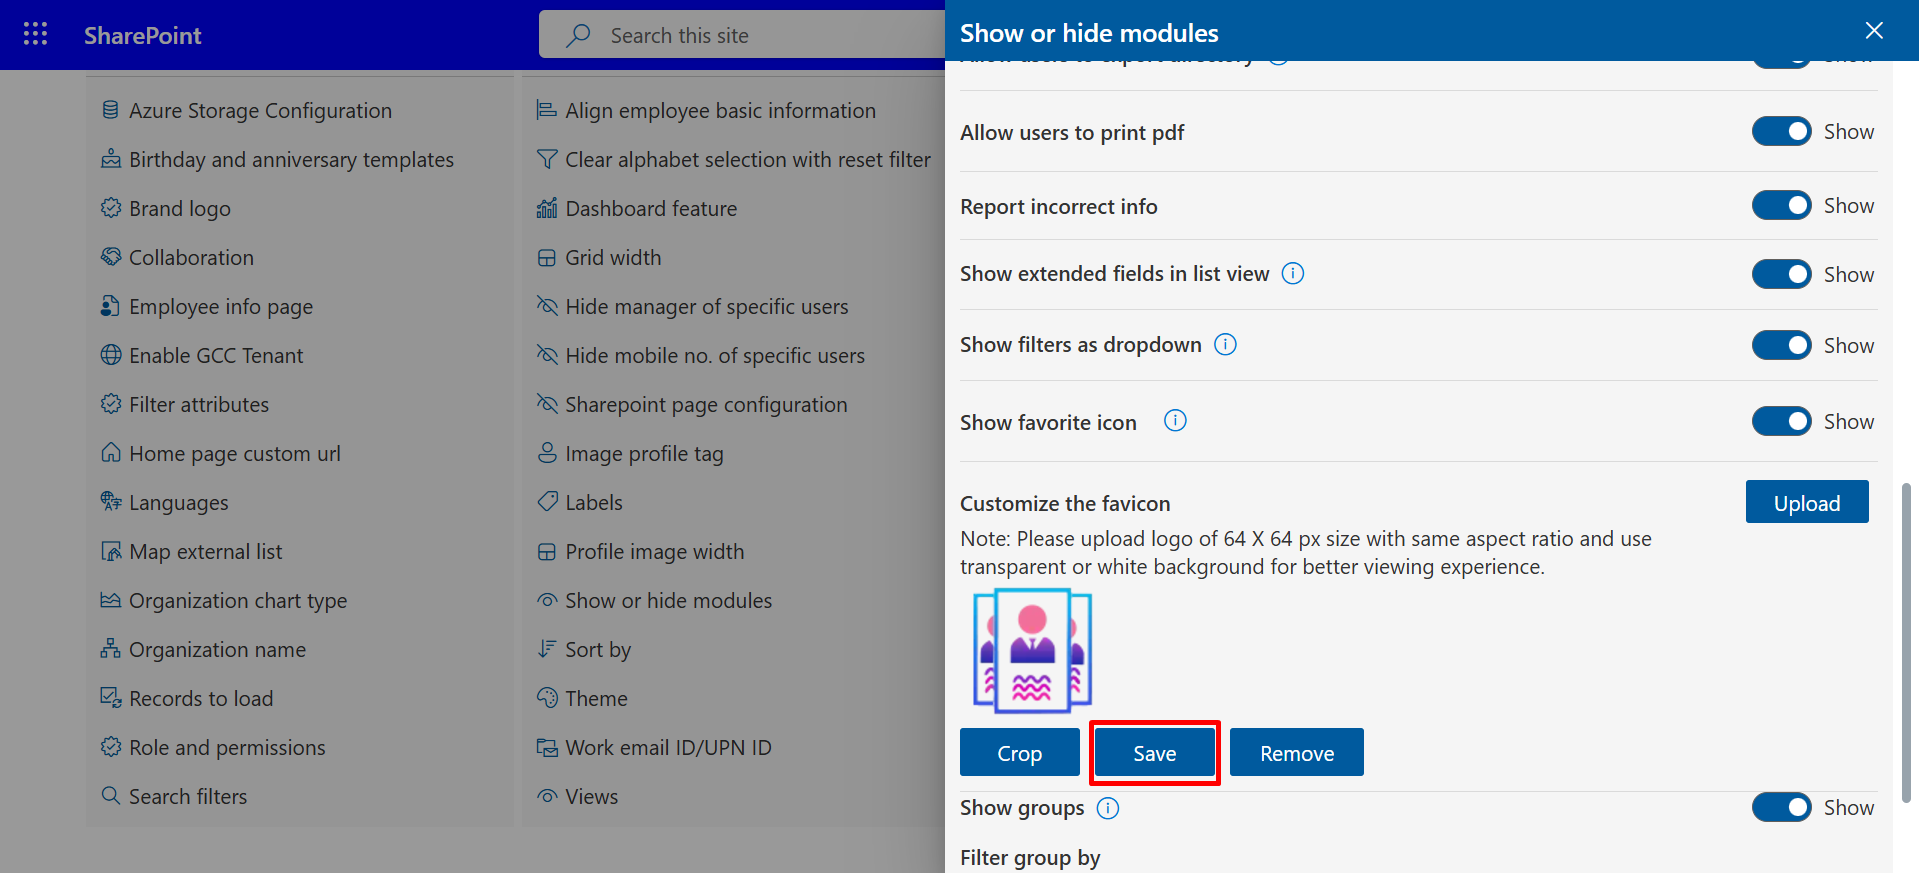 SharePoint
Search this site
Azure Storage Configuration
Birthday and anniversary templates
Brand logo
Collaboration
Employee info page
Enable GCC Tenant
Filter attributes
Home page custom url
Languages
Map external list
Organization chart type
Organization name
Records to load
Role and permissions
Search filters
Align employee basic information
Clear alphabet selection with reset filter
Dashboard feature
Grid width
Hide manager of specific users
Hide mobile no. of specific users
Sharepoint page configuration
Image profile tag
Labels
Profile image width
Show or hide modules
Sort by
Theme
Work email ID/UPN ID
Views
Show or hide modules
Allow users to export directory Show
Allow users to print pdf Show
Report incorrect info Show
Show extended fields in list view Show
Show filters as dropdown Show
Show favorite icon Show
Customize the favicon Upload
Note: Please upload logo of 64 X 64 px size with same aspect ratio and use
transparent or white background for better viewing experience.
Crop Save Remove
Show groups Show
Filter group by